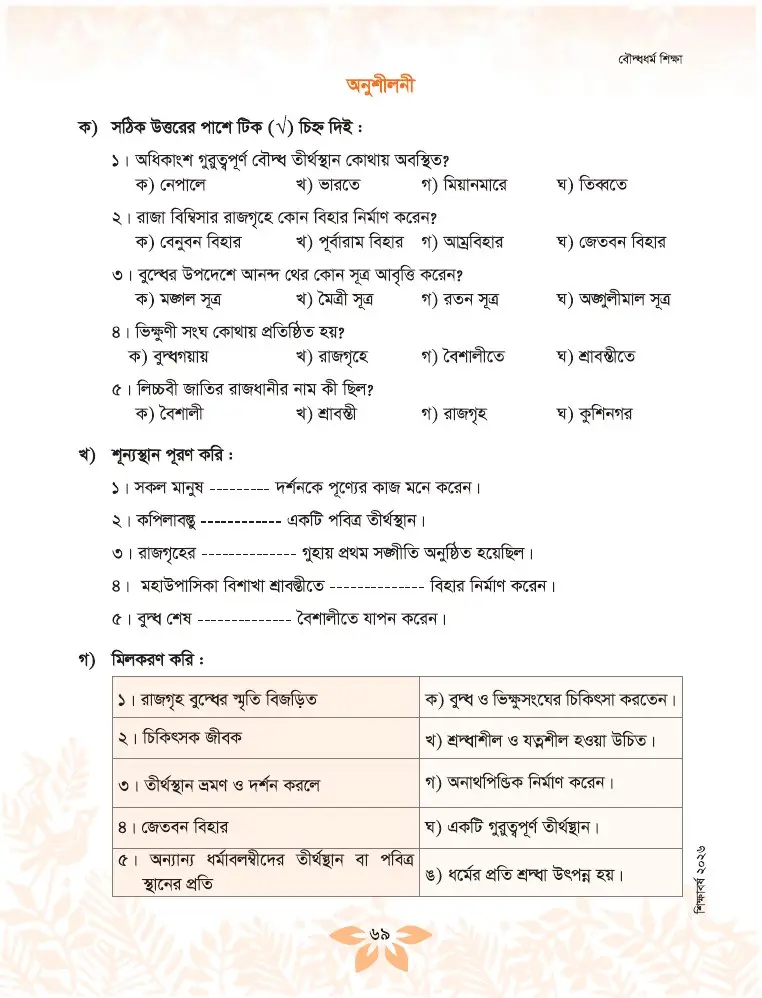 বৌদ্ধধর্ম শিক্ষা
অনুশীলনী
ক) সঠিক উত্তরের পাশে টিক (√) চিহ্ন দিই :
১। অধিকাংশ গুরুত্বপূর্ণ বৌদ্ধ তীর্থস্থান কোথায় অবস্থিত?
ক) নেপালে খ) ভারতে গ) মিয়ানমারে ঘ) তিব্বতে
২। রাজা বিম্বিসার রাজগৃহে কোন বিহার নির্মাণ করেন?
ক) বেনুবন বিহার খ) পূর্বারাম বিহার গ) আম্রবিহার ঘ) জেতবন বিহার
৩। বুদ্ধের উপদেশে আনন্দ থের কোন সূত্র আবৃত্তি করেন?
ক) মঙ্গল সূত্র খ) মৈত্রী সূত্র গ) রতন সূত্র ঘ) অঙ্গুলীমাল সূত্র
৪। ভিক্ষুণী সংঘ কোথায় প্রতিষ্ঠিত হয়?
ক) বুদ্ধগয়ায় খ) রাজগৃহে গ) বৈশালীতে ঘ) শ্রাবস্তীতে
৫। লিচ্চবী জাতির রাজধানীর নাম কী ছিল?
ক) বৈশালী খ) শ্রাবস্তী গ) রাজগৃহ ঘ) কুশিনগর
খ) শূন্যস্থান পূরণ করি :
১। সকল মানুষ --------- দর্শনকে পূণ্যের কাজ মনে করেন।
২। কপিলাবস্তু ------------ একটি পবিত্র তীর্থস্থান।
৩। রাজগৃহের -------------- গুহায় প্রথম সঙ্গীতি অনুষ্ঠিত হয়েছিল।
৪। মহাউপাসিকা বিশাখা শ্রাবস্তীতে -------------- বিহার নির্মাণ করেন।
৫। বুদ্ধ শেষ -------------- বৈশালীতে যাপন করেন।
গ) মিলকরণ করি :
১। রাজগৃহ বুদ্ধের স্মৃতি বিজড়িত ক) বুদ্ধ ও ভিক্ষুসংঘের চিকিৎসা করতেন।
২। চিকিৎসক জীবক খ) শ্রদ্ধাশীল ও যত্নশীল হওয়া উচিত।
৩। তীর্থস্থান ভ্রমণ ও দর্শন করলে গ) অনাথপিন্ডিক নির্মাণ করেন।
৪। জেতবন বিহার ঘ) একটি গুরুত্বপূর্ণ তীর্থস্থান।
৫। অন্যান্য ধর্মাবলম্বীদের তীর্থস্থান বা পবিত্র
স্থানের প্রতি ঙ) ধর্মের প্রতি শ্রদ্ধা উৎপন্ন হয়।
শিক্ষাবর্ষ ২০২৬
৬৯